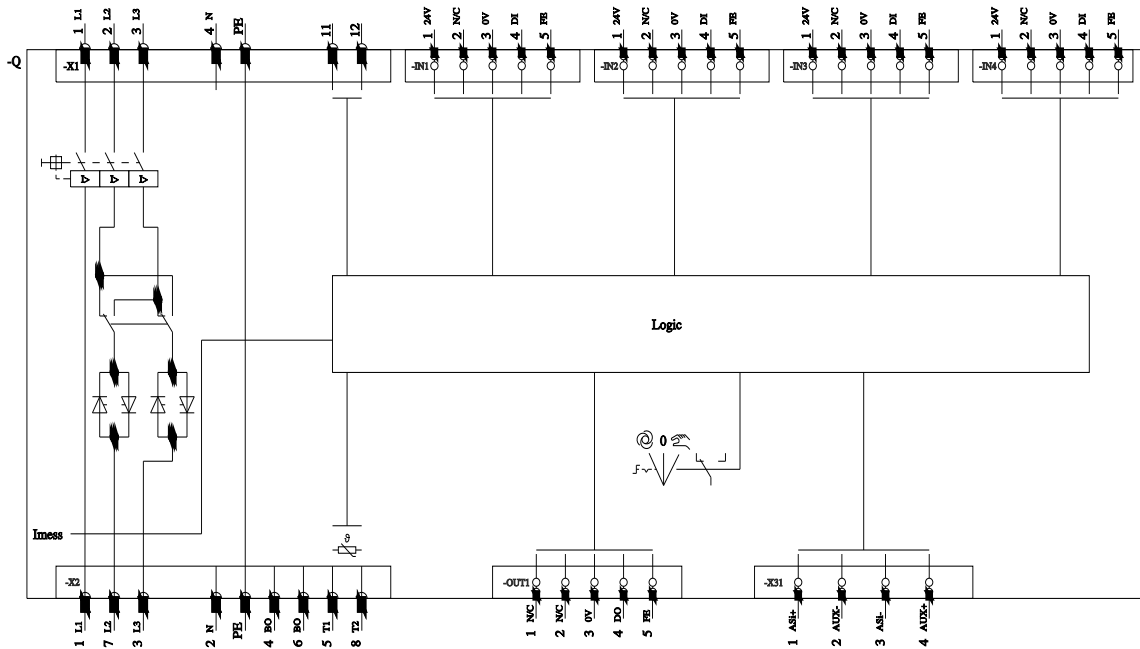 1 L1
2 L2
3 L3
4 N
PE
11
12
1 24V
2 N/C
3 0V
4 DI
5 FE
1 24V
2 N/C
3 0V
4 DI
5 FE
1 24V
2 N/C
3 0V
4 DI
5 FE
1 24V
2 N/C
3 0V
4 DI
5 FE
-Q
-X1
-IN1
-IN2
-IN3
-IN4
I>
I>
I>
Logic
0
Imess
ϑ
-X2
-OUT1
-X31
1 L1
7 L2
3 L3
2 N
PE
4 BO
6 BO
5 T1
8 T2
1 N/C
2 N/C
3 0V
4 DO
5 FE
1 ASi+
2 AUX-
3 ASi-
4 AUX+